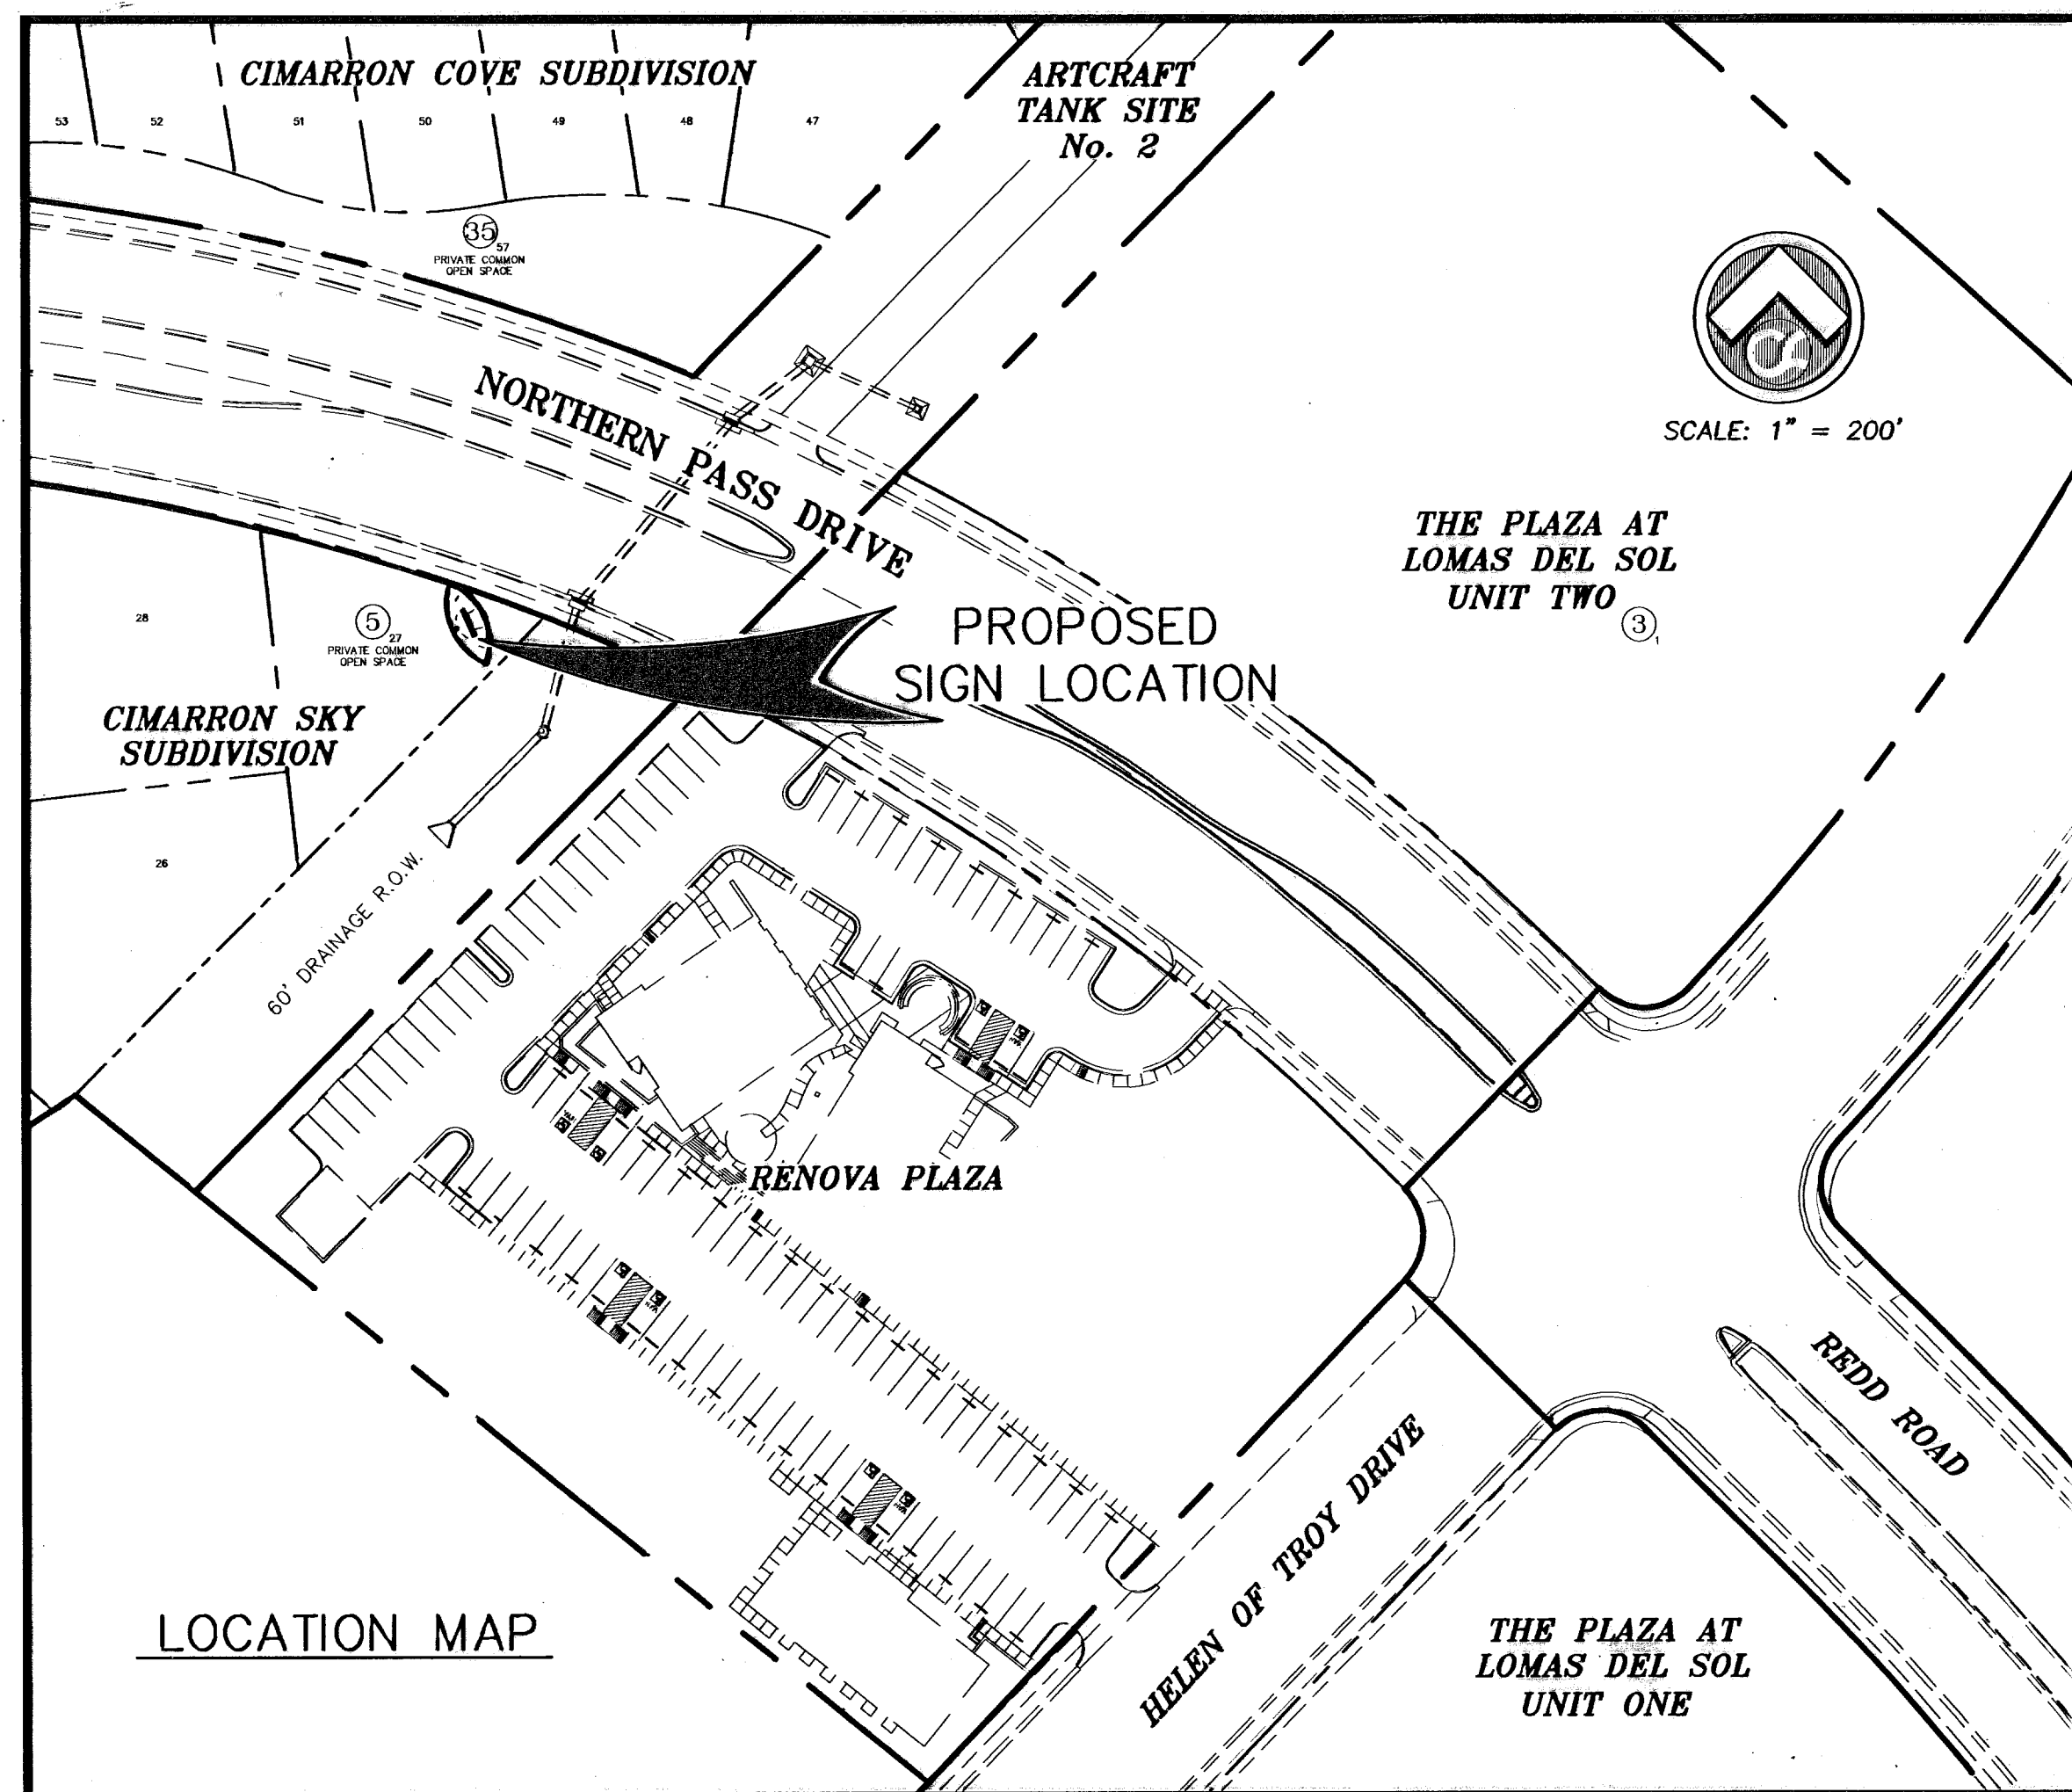 CIMARRON COVE SUBDIVISION
53 52 51 50 49 48 47
ARTCRAFT
TANK SITE
No. 2
35
57
PRIVATE COMMON
OPEN SPACE
SCALE: 1" = 200'
NORTHERN PASS DRIVE
THE PLAZA AT
LOMAS DEL SOL
UNIT TWO
3
1
28
5
27
PRIVATE COMMON
OPEN SPACE
PROPOSED
SIGN LOCATION
CIMARRON SKY
SUBDIVISION
26
60' DRAINAGE R.O.W.
RENOVA PLAZA
REDD ROAD
HELEN OF TROY DRIVE
LOCATION MAP
THE PLAZA AT
LOMAS DEL SOL
UNIT ONE